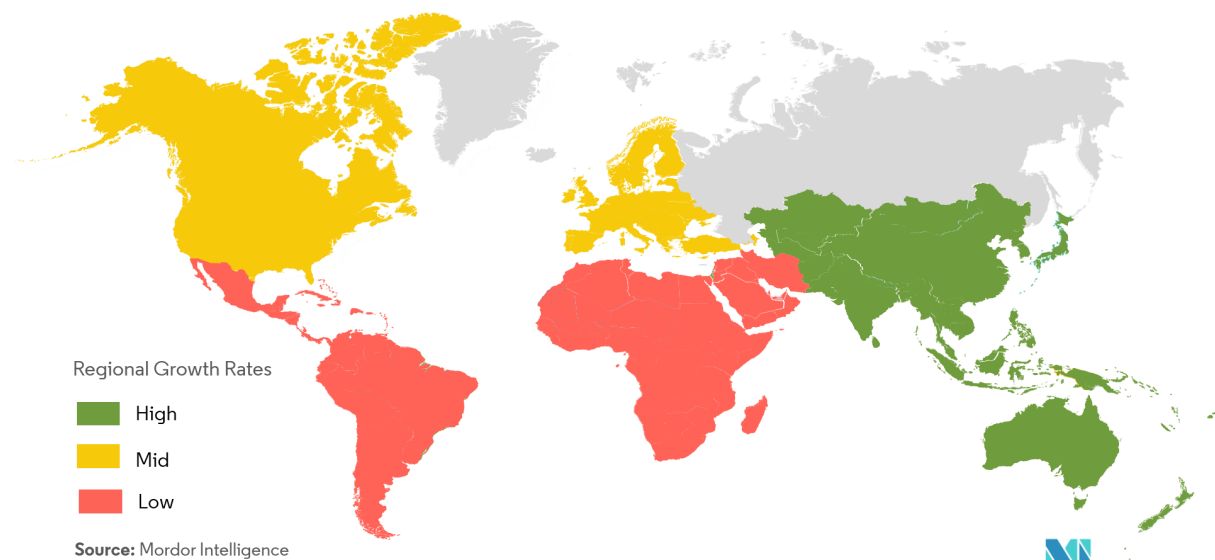 Regional Growth Rates
High
Mid
Low
Source: Mordor Intelligence